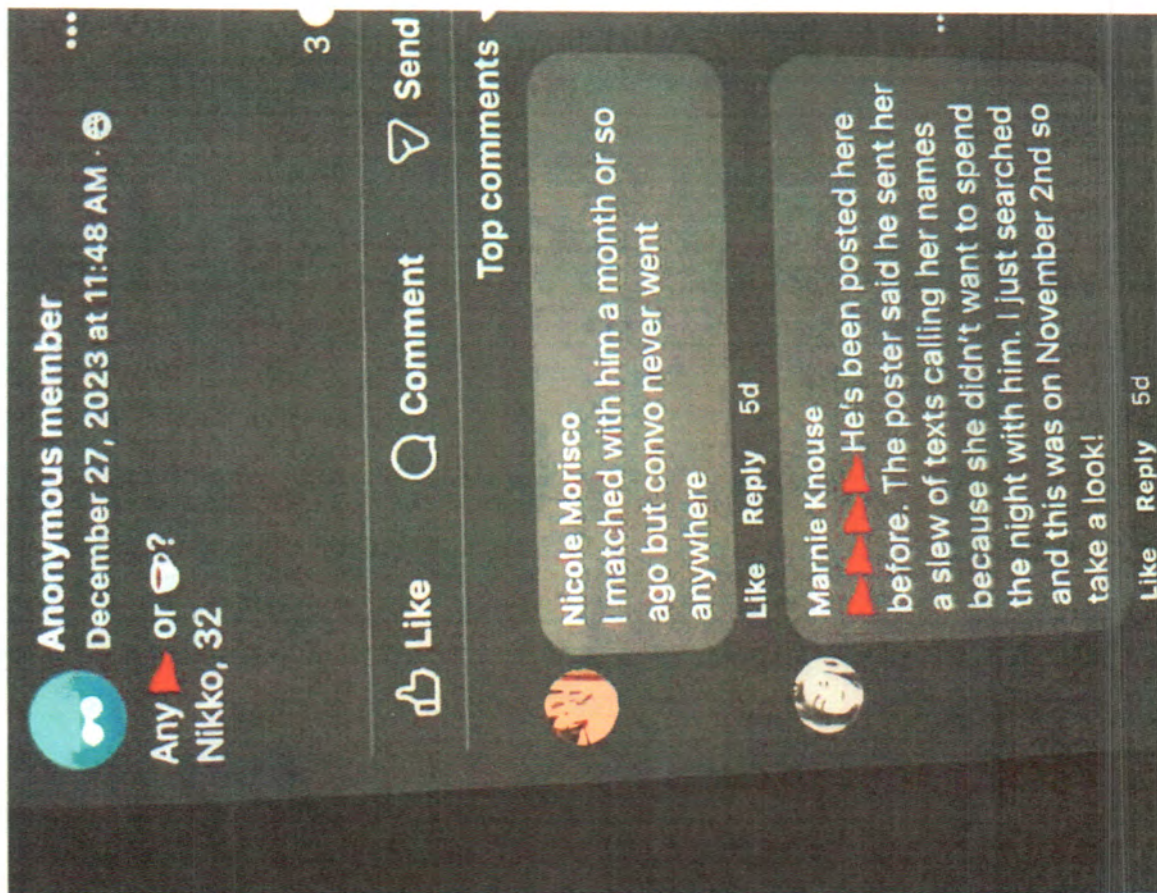 Anonymous member
December 27, 2023 at 11:48 AM ·
Any 🚩 or ☕?
Nikko, 32
3
Like Comment Send
Top comments
Nicole Morisco
I matched with him a month or so
ago but convo never went
anywhere
Like Reply 5d
Marnie Knouse
🚩🚩🚩🚩He's been posted here
before. The poster said he sent her
a slew of texts calling her names
because she didn't want to spend
the night with him. I just searched
and this was on November 2nd so
take a look!
Like Reply 5d